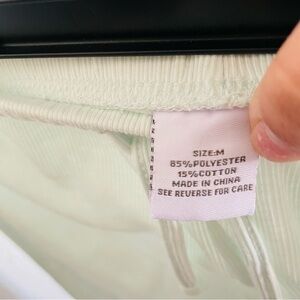 SIZE:M
85%POLYESTER
15%COTTON
MADE IN CHINA
SEE REVERSE FOR CARE